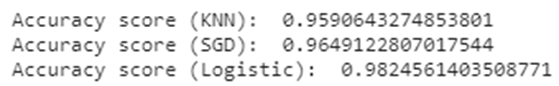 Accuracy score (KNN):  0.9590643274853801
Accuracy score (SGD):  0.9649122807017544
Accuracy score (Logistic):  0.9824561403508771